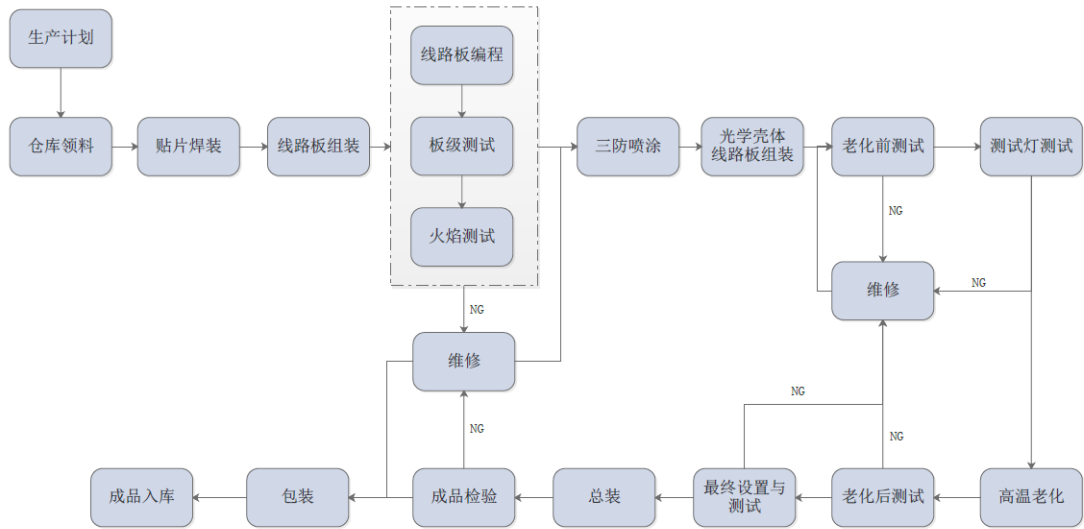 生产计划
仓库领料
贴片焊装
线路板组装
线路板编程
板级测试
火焰测试
NG
维修
三防喷涂
光学壳体
线路板组装
老化前测试
测试灯测试
NG
维修
NG
NG
NG
高温老化
老化后测试
最终设置与
测试
总装
成品检验
NG
包装
成品入库